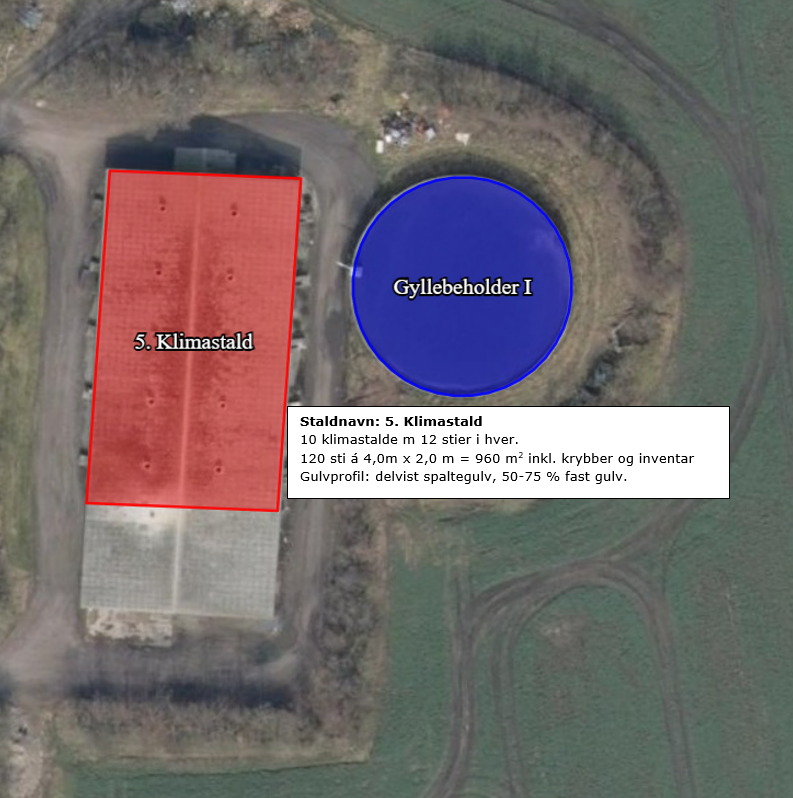 Gyllebeholder I
5. Klimastald
Staldnavn: 5. Klimastald
10 klimastalde m 12 stier i hver.
120 sti á 4,0m x 2,0 m = 960 m² inkl. krybber og inventar
Gulvprofil: delvist spaltegulv, 50-75 % fast gulv.